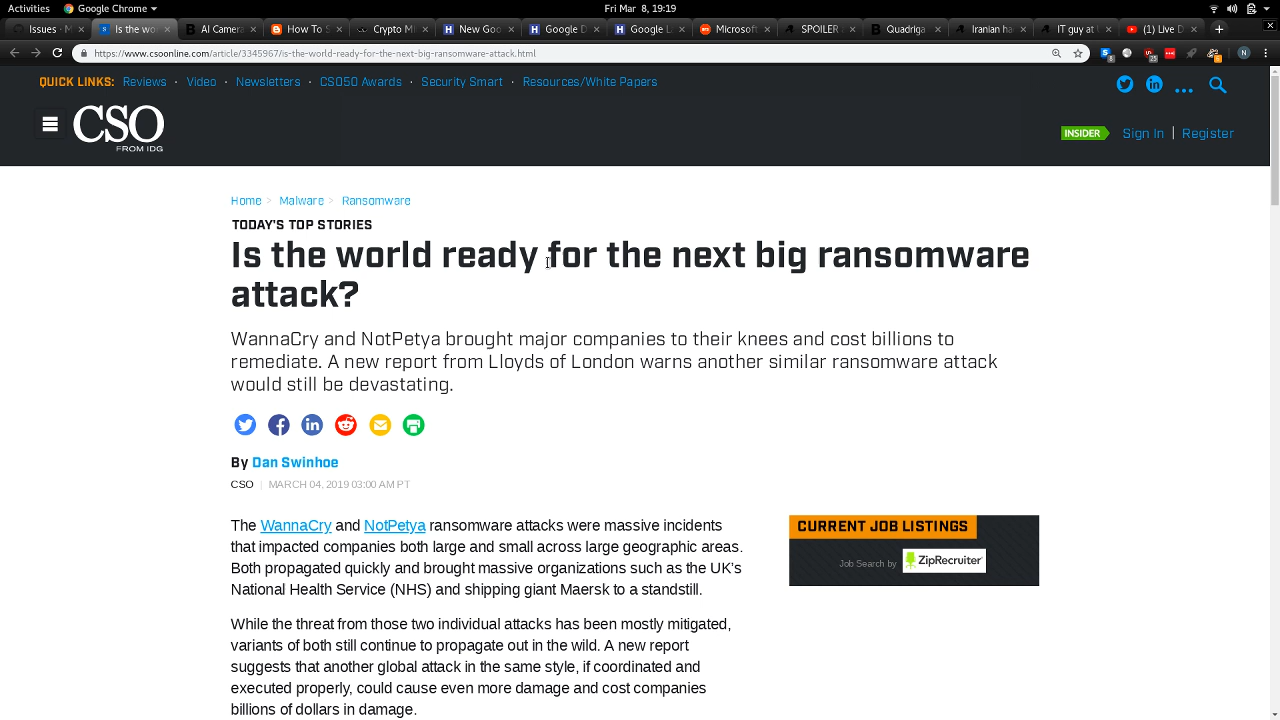 Activities Google Chrome Fri Mar 8, 19:19
Issues - M Is the wo AI Camera How To S Crypto Mi New Goo Google D Google L Microsof SPOILER Quadriga Iranian ha IT guy at (1) Live D
https://www.csoonline.com/article/3345967/is-the-world-ready-for-the-next-big-ransomware-attack.html
QUICK LINKS: Reviews • Video • Newsletters • CSO50 Awards • Security Smart • Resources/White Papers
CSO
FROM IDG
INSIDER Sign In | Register
Home > Malware > Ransomware
TODAY'S TOP STORIES
Is the world ready for the next big ransomware
attack?
WannaCry and NotPetya brought major companies to their knees and cost billions to
remediate. A new report from Lloyds of London warns another similar ransomware attack
would still be devastating.
By Dan Swinhoe
CSO | MARCH 04, 2019 03:00 AM PT
The WannaCry and NotPetya ransomware attacks were massive incidents
that impacted companies both large and small across large geographic areas.
Both propagated quickly and brought massive organizations such as the UK's
National Health Service (NHS) and shipping giant Maersk to a standstill.
While the threat from those two individual attacks has been mostly mitigated,
variants of both still continue to propagate out in the wild. A new report
suggests that another global attack in the same style, if coordinated and
executed properly, could cause even more damage and cost companies
billions of dollars in damage.
CURRENT JOB LISTINGS
Job Search by ZipRecruiter